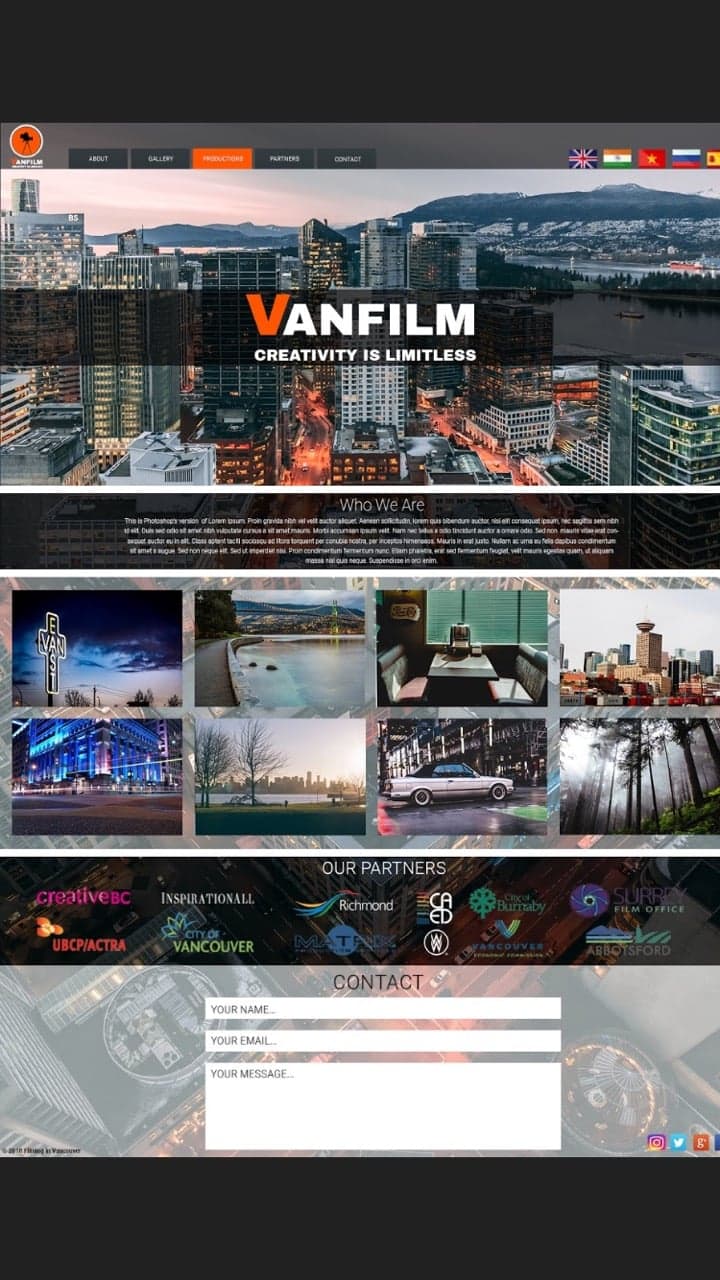 VANFILM
ABOUT
GALLERY
PRODUCTIONS
PARTNERS
CONTACT
BS
VANFILM
CREATIVITY IS LIMITLESS
Who We Are
This is Photoshop's version of Lorem Ipsum. Proin gravida nibh vel velit auctor aliquet. Aenean sollicitudin, lorem quis bibendum auctor, nisi elit consequat ipsum, nec sagittis sem nibh
id elit. Duis sed odio sit amet nibh vulputate cursus a sit amet mauris. Morbi accumsan ipsum velit. Nam nec tellus a odio tincidunt auctor a ornare odio. Sed non mauris vitae erat con-
sequat auctor eu in elit. Class aptent taciti sociosqu ad litora torquent per conubia nostra, per inceptos himenaeos. Mauris in erat justo. Nullam ac urna eu felis dapibus condimentum
sit amet a augue. Sed non neque elit. Sed ut imperdiet nisi. Proin condimentum fermentum nunc. Etiam pharetra, erat sed fermentum feugiat, velit mauris egestas quam, ut aliquam
massa nisl quis neque. Suspendisse in orci enim.
EAST
VAN
OUR PARTNERS
creativeBC
INSPIRATIONALL
Richmond
CA
ED
City of
Burnaby
SURREY
FILM OFFICE
UBCP/ACTRA
CITY OF
VANCOUVER
MATRIX
W
VANCOUVER
ECONOMIC COMMISSION
ABBOTSFORD
CONTACT
YOUR NAME...
YOUR EMAIL...
YOUR MESSAGE...
Filming in Vancouver
g+